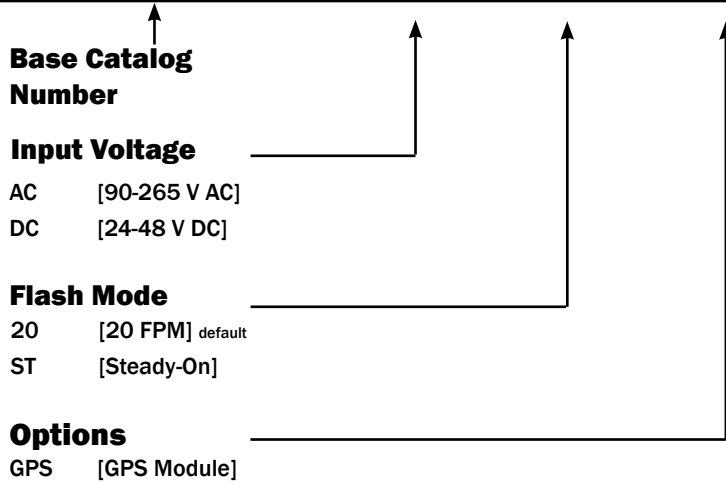 Base Catalog
Number
Input Voltage
AC [90-265 V AC]
DC [24-48 V DC]
Flash Mode
20 [20 FPM] default
ST [Steady-On]
Options
GPS [GPS Module]